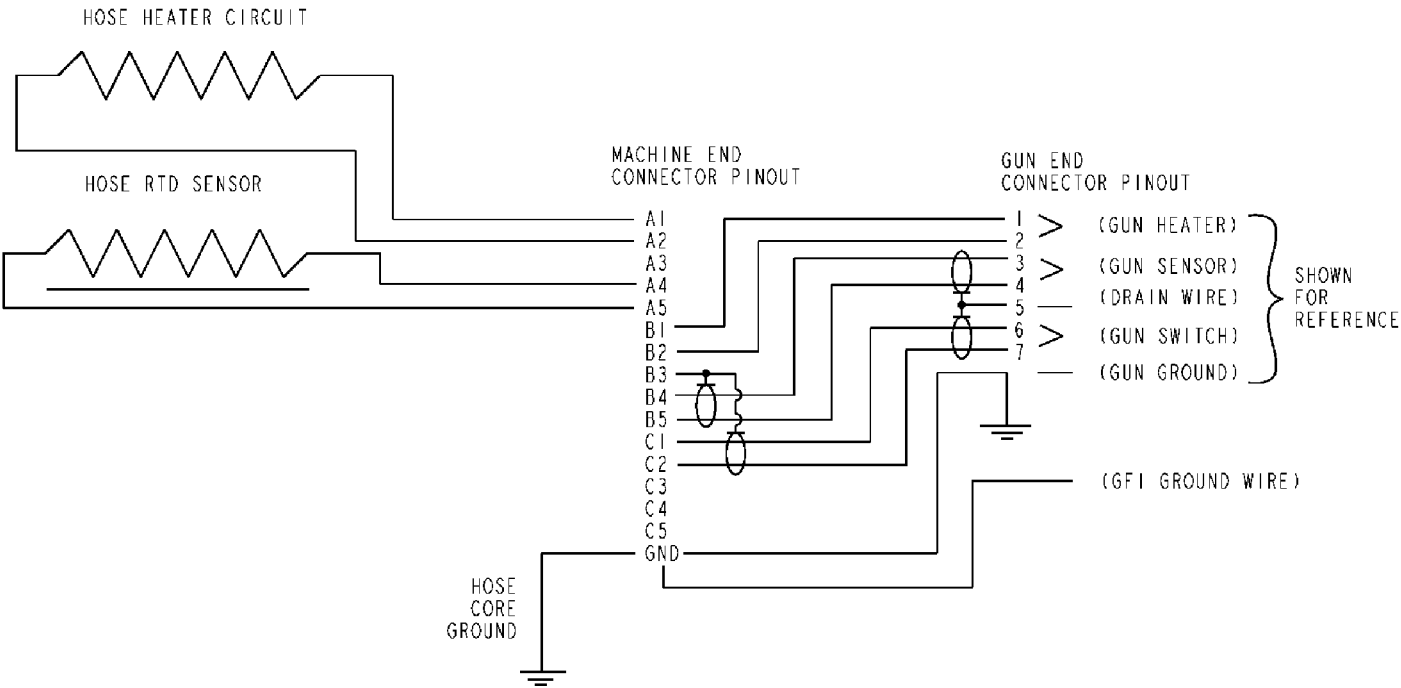 HOSE HEATER CIRCUIT
HOSE RTD SENSOR
MACHINE END
CONNECTOR PINOUT
A1
A2
A3
A4
A5
B1
B2
B3
B4
B5
C1
C2
C3
C4
C5
GND
HOSE
CORE
GROUND
GUN END
CONNECTOR PINOUT
1
2
3
4
5
6
7
(GUN HEATER)
(GUN SENSOR)
(DRAIN WIRE)
(GUN SWITCH)
(GUN GROUND)
SHOWN
FOR
REFERENCE
(GFI GROUND WIRE)